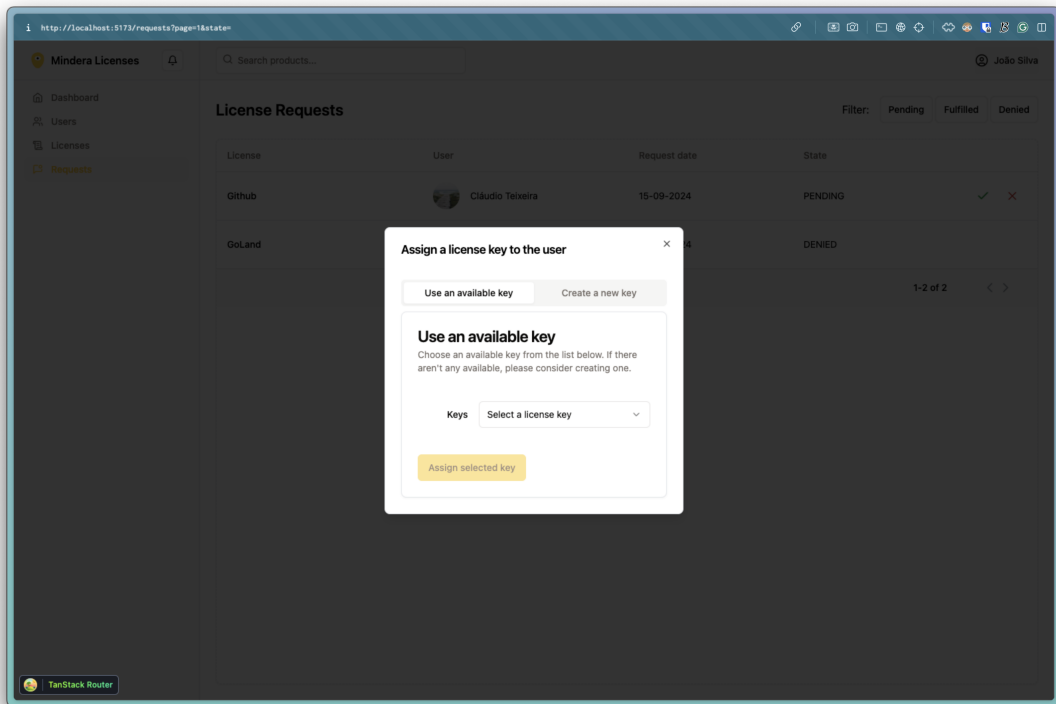 http://localhost:5173/requests?page=1&state=
Mindera Licenses
Search products...
João Silva
Dashboard
Users
Licenses
Requests
License Requests
Filter:
Pending
Fulfilled
Denied
License
User
Request date
State
Github
Cláudio Teixeira
15-09-2024
PENDING
GoLand
4
DENIED
1-2 of 2
Assign a license key to the user
Use an available key
Create a new key
Use an available key
Choose an available key from the list below. If there
aren't any available, please consider creating one.
Keys
Select a license key
Assign selected key
TanStack Router